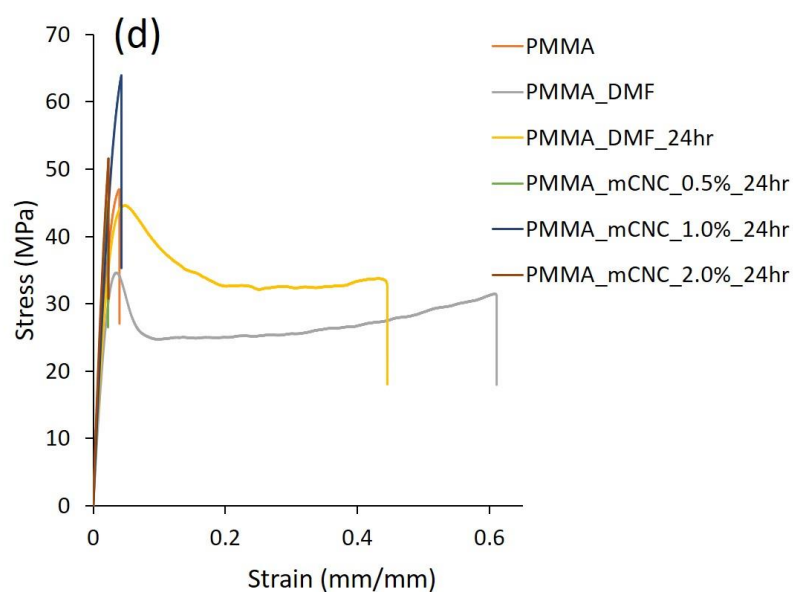 (d)
70
60
50
40
30
20
10
0
Stress (MPa)
0
0.2
0.4
0.6
Strain (mm/mm)
PMMA
PMMA_DMF
PMMA_DMF_24hr
PMMA_mCNC_0.5%_24hr
PMMA_mCNC_1.0%_24hr
PMMA_mCNC_2.0%_24hr